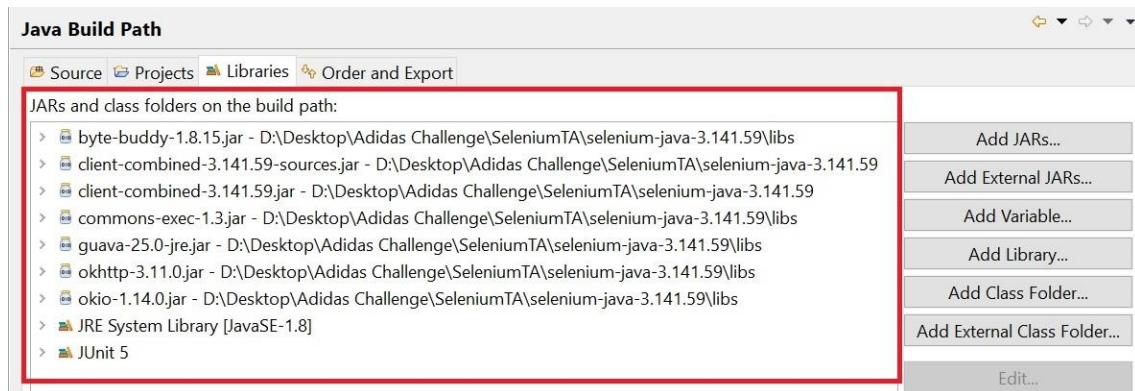 Java Build Path
Source Projects Libraries Order and Export
JARs and class folders on the build path:
byte-buddy-1.8.15.jar - D:\Desktop\Adidas Challenge\SeleniumTA\selenium-java-3.141.59\libs
client-combined-3.141.59-sources.jar - D:\Desktop\Adidas Challenge\SeleniumTA\selenium-java-3.141.59
client-combined-3.141.59.jar - D:\Desktop\Adidas Challenge\SeleniumTA\selenium-java-3.141.59
commons-exec-1.3.jar - D:\Desktop\Adidas Challenge\SeleniumTA\selenium-java-3.141.59\libs
guava-25.0-jre.jar - D:\Desktop\Adidas Challenge\SeleniumTA\selenium-java-3.141.59\libs
okhttp-3.11.0.jar - D:\Desktop\Adidas Challenge\SeleniumTA\selenium-java-3.141.59\libs
okio-1.14.0.jar - D:\Desktop\Adidas Challenge\SeleniumTA\selenium-java-3.141.59\libs
JRE System Library [JavaSE-1.8]
JUnit 5
Add JARs...
Add External JARs...
Add Variable...
Add Library...
Add Class Folder...
Add External Class Folder...
Edit...